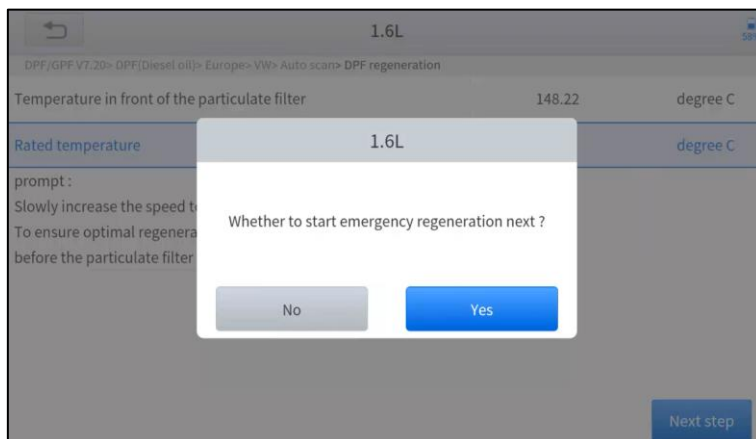 1.6L
59%
DPF/GPF V7.20> DPF(Diesel oil)> Europe> VW> Auto scan> DPF regeneration
Temperature in front of the particulate filter 148.22 degree C
Rated temperature degree C
prompt :
Slowly increase the speed
To ensure optimal
before the particulate filter
1.6L
Whether to start emergency regeneration next ?
No Yes
Next step